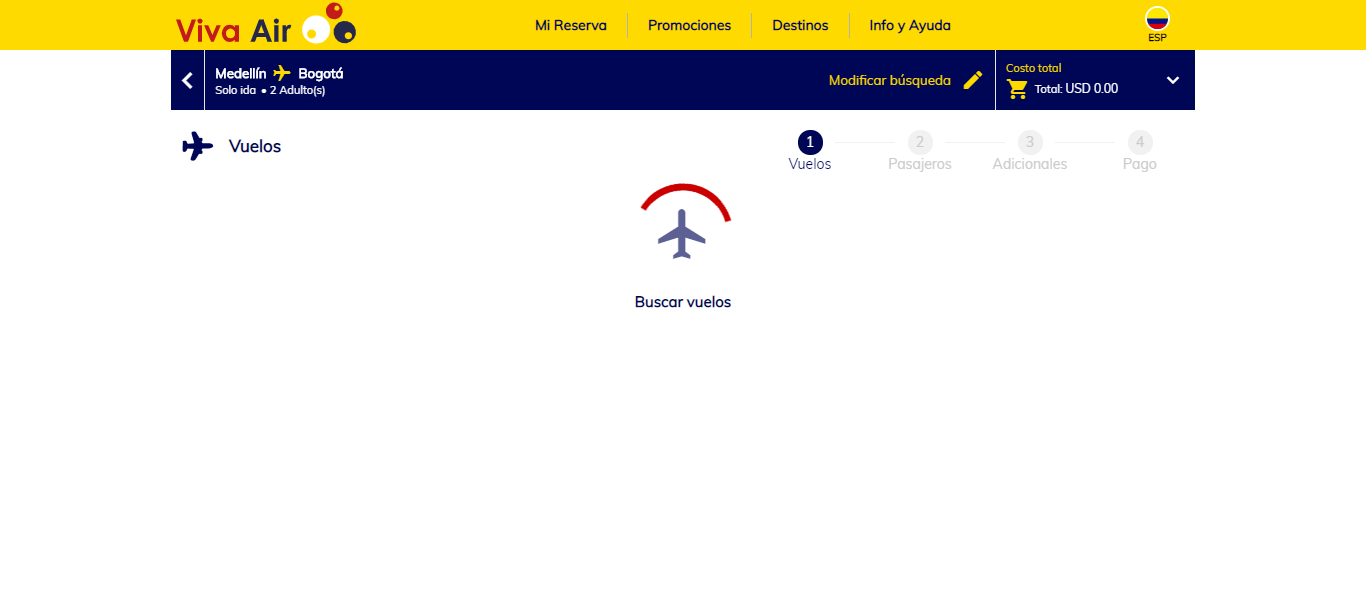 Viva Air
Mi Reserva
Promociones
Destinos
Info y Ayuda
ESP
Medellín Bogotá
Solo ida • 2 Adulto(s)
Modificar búsqueda
Costo total
Total: USD 0.00
Vuelos
1
2
3
4
Vuelos
Pasajeros
Adicionales
Pago
Buscar vuelos